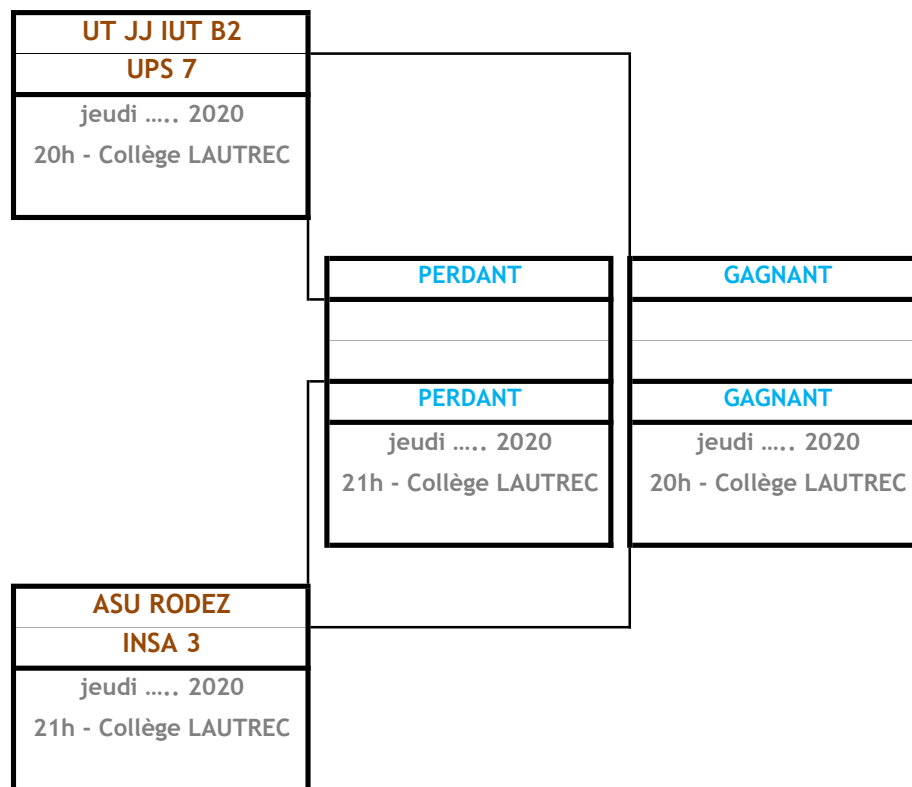 UT JJ IUT B2
UPS 7
jeudi ….. 2020
20h - Collège LAUTREC
PERDANT
PERDANT
jeudi ….. 2020
21h - Collège LAUTREC
GAGNANT
GAGNANT
jeudi ….. 2020
20h - Collège LAUTREC
ASU RODEZ
INSA 3
jeudi ….. 2020
21h - Collège LAUTREC